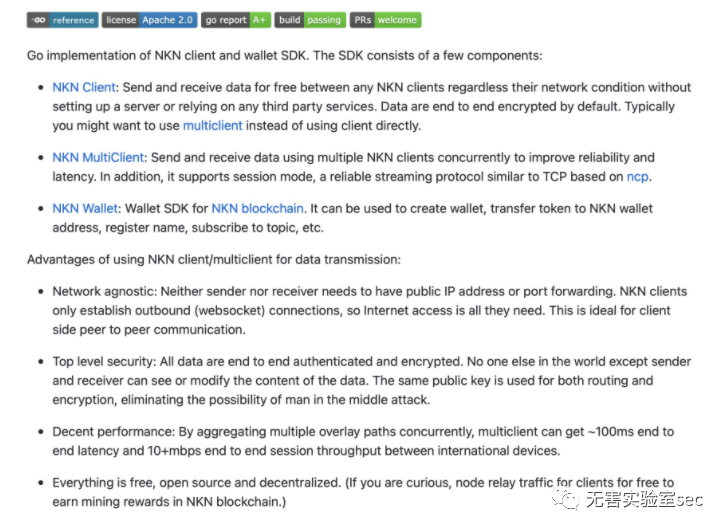 GO reference license Apache 2.0 go report A+ build passing PRs welcome
Go implementation of NKN client and wallet SDK. The SDK consists of a few components:
• NKN Client: Send and receive data for free between any NKN clients regardless their network condition without
setting up a server or relying on any third party services. Data are end to end encrypted by default. Typically
you might want to use multiclient instead of using client directly.
• NKN MultiClient: Send and receive data using multiple NKN clients concurrently to improve reliability and
latency. In addition, it supports session mode, a reliable streaming protocol similar to TCP based on ncp.
• NKN Wallet: Wallet SDK for NKN blockchain. It can be used to create wallet, transfer token to NKN wallet
address, register name, subscribe to topic, etc.
Advantages of using NKN client/multiclient for data transmission:
• Network agnostic: Neither sender nor receiver needs to have public IP address or port forwarding. NKN clients
only establish outbound (websocket) connections, so Internet access is all they need. This is ideal for client
side peer to peer communication.
• Top level security: All data are end to end authenticated and encrypted. No one else in the world except sender
and receiver can see or modify the content of the data. The same public key is used for both routing and
encryption, eliminating the possibility of man in the middle attack.
• Decent performance: By aggregating multiple overlay paths concurrently, multiclient can get ~100ms end to
end latency and 10+mbps end to end session throughput between international devices.
• Everything is free, open source and decentralized. (If you are curious, node relay traffic for clients for free to
earn mining rewards in NKN blockchain.)
无害实验室sec